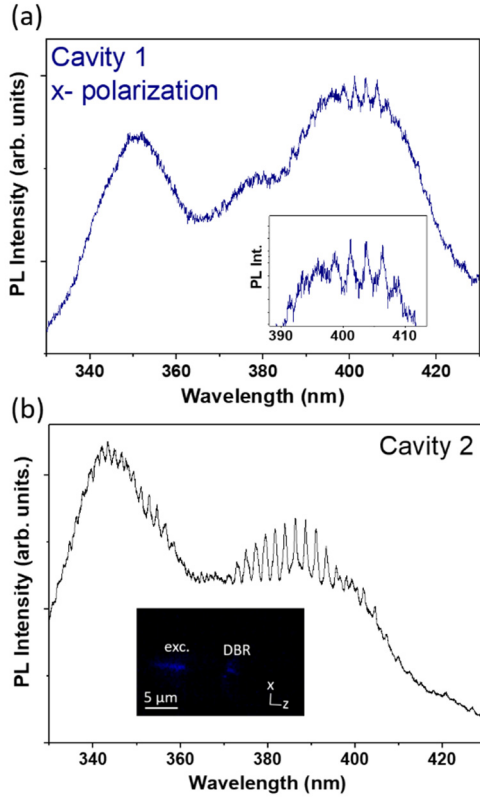 (a)
Cavity 1
x- polarization
PL Intensity (arb. units)
PL Int.
390 400 410
340 360 380 400 420
Wavelength (nm)
(b)
Cavity 2
PL Intensity (arb. units.)
exc. DBR
5 µm
x
z
340 360 380 400 420
Wavelength (nm)